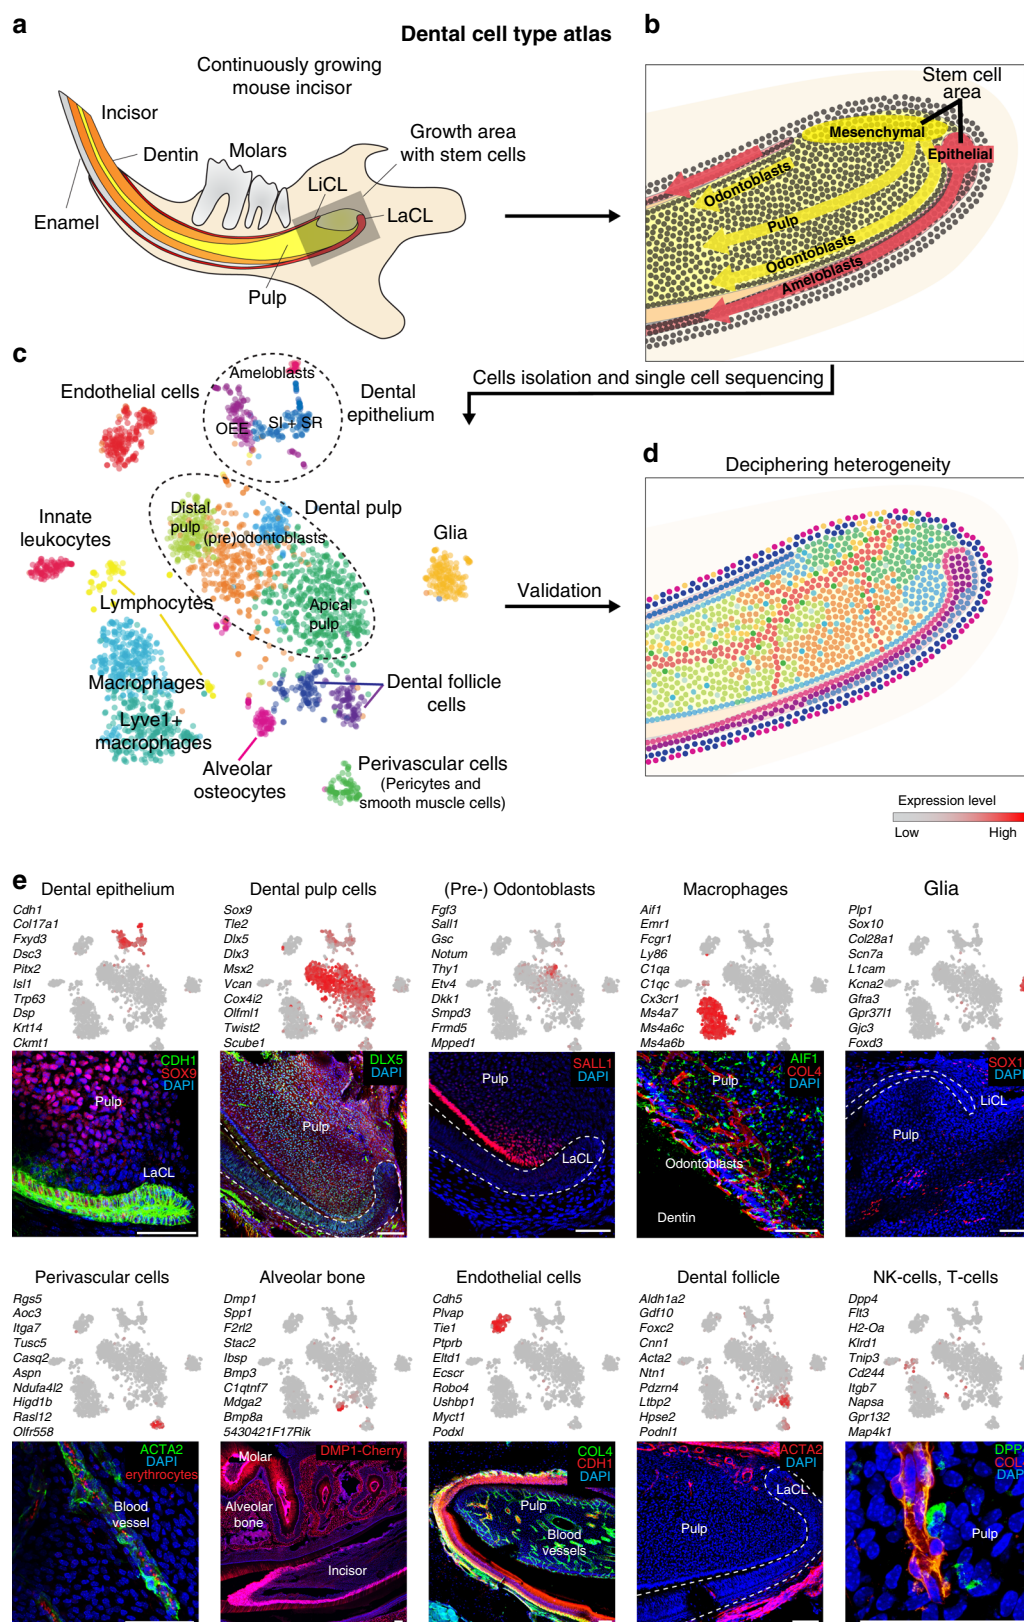 a
Dental cell type atlas
b
Continuously growing
mouse incisor
Incisor
Dentin
Molars
Growth area
with stem cells
LiCL
LaCL
Enamel
Pulp
Stem cell
area
Mesenchymal
Epithelial
Odontoblasts
Pulp
Odontoblasts
Ameloblasts
c
Cells isolation and single cell sequencing
Endothelial cells
Ameloblasts
Dental
epithelium
OEE
SI + SR
Innate
leukocytes
Distal
pulp
Dental pulp
(pre)odontoblasts
Glia
Lymphocytes
Apical
pulp
Macrophages
Lyve1+
macrophages
Dental follicle
cells
Alveolar
osteocytes
Perivascular cells
(Pericytes and
smooth muscle cells)
Validation
d
Deciphering heterogeneity
Expression level
Low
High
e
Dental epithelium
Cdh1
Col17a1
Fxyd3
Dsc3
Pitx2
Isl1
Trp63
Dsp
Krt14
Ckmt1
CDH1
SOX9
DAPI
Pulp
LaCL
Dental pulp cells
Sox9
Tle2
Dlx5
Dlx3
Msx2
Vcan
Cox4i2
Olfml1
Twist2
Scube1
DLX5
DAPI
Pulp
(Pre-) Odontoblasts
Fgf3
Sall1
Gsc
Notum
Thy1
Etv4
Dkk1
Smpd3
Frmd5
Mpped1
SALL1
DAPI
Pulp
LaCL
Macrophages
Aif1
Emr1
Fcgr1
Ly86
C1qa
C1qc
Cx3cr1
Ms4a7
Ms4a6c
Ms4a6b
AIF1
COL4
DAPI
Pulp
Odontoblasts
Dentin
Glia
Plp1
Sox10
Col28a1
Scn7a
L1cam
Kcna2
Gfra3
Gpr37l1
Gjc3
Foxd3
SOX1
DAPI
LiCL
Pulp
Perivascular cells
Rgs5
Aoc3
Itga7
Tusc5
Casq2
Aspn
Ndufa4l2
Higd1b
Rasl12
Olfr558
ACTA2
DAPI
erythrocytes
Blood
vessel
Alveolar bone
Dmp1
Spp1
F2rl2
Stac2
Ibsp
Bmp3
C1qtnf7
Mdga2
Bmp8a
5430421F17Rik
DMP1-Cherry
Molar
Alveolar
bone
Incisor
Endothelial cells
Cdh5
Plvap
Tie1
Ptprb
Eltd1
Ecscr
Robo4
Ushbp1
Myct1
Podxl
COL4
CDH1
DAPI
Pulp
Blood
vessels
Dental follicle
Aldh1a2
Gdf10
Foxc2
Cnn1
Acta2
Ntn1
Pdzrn4
Ltbp2
Hpse2
Podnl1
ACTA2
DAPI
LaCL
Pulp
NK-cells, T-cells
Dpp4
Flt3
H2-Oa
Klrd1
Tnip3
Cd244
Itgb7
Napsa
Gpr132
Map4k1
DPP4
COL
DAPI
Pulp